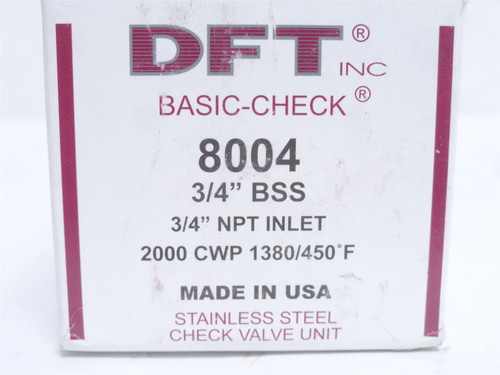 DFT® INC
BASIC-CHECK®
8004
3/4” BSS
3/4” NPT INLET
2000 CWP 1380/450°F
MADE IN USA
STAINLESS STEEL
CHECK VALVE UNIT